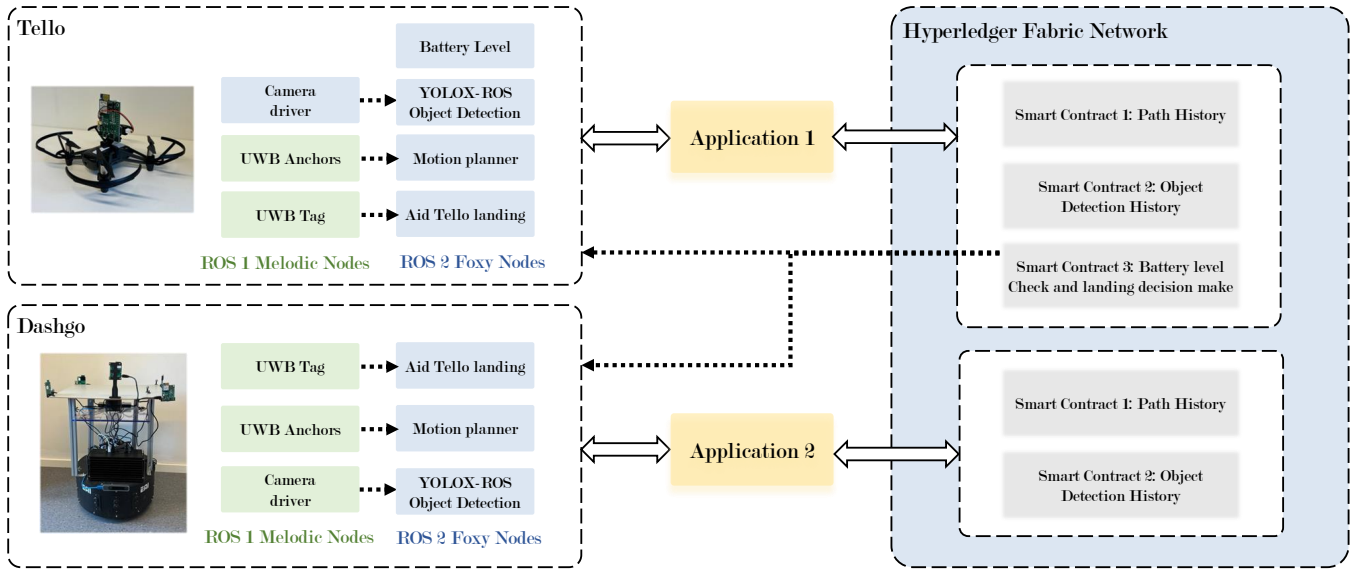 Tello
Battery Level
Camera
driver
YOLOX-ROS
Object Detection
UWB Anchors
Motion planner
UWB Tag
Aid Tello landing
ROS 1 Melodic Nodes
ROS 2 Foxy Nodes
Dashgo
UWB Tag
Aid Tello landing
UWB Anchors
Motion planner
Camera
driver
YOLOX-ROS
Object Detection
ROS 1 Melodic Nodes
ROS 2 Foxy Nodes
Application 1
Application 2
Hyperledger Fabric Network
Smart Contract 1: Path History
Smart Contract 2: Object
Detection History
Smart Contract 3: Battery level
Check and landing decision make
Smart Contract 1: Path History
Smart Contract 2: Object
Detection History